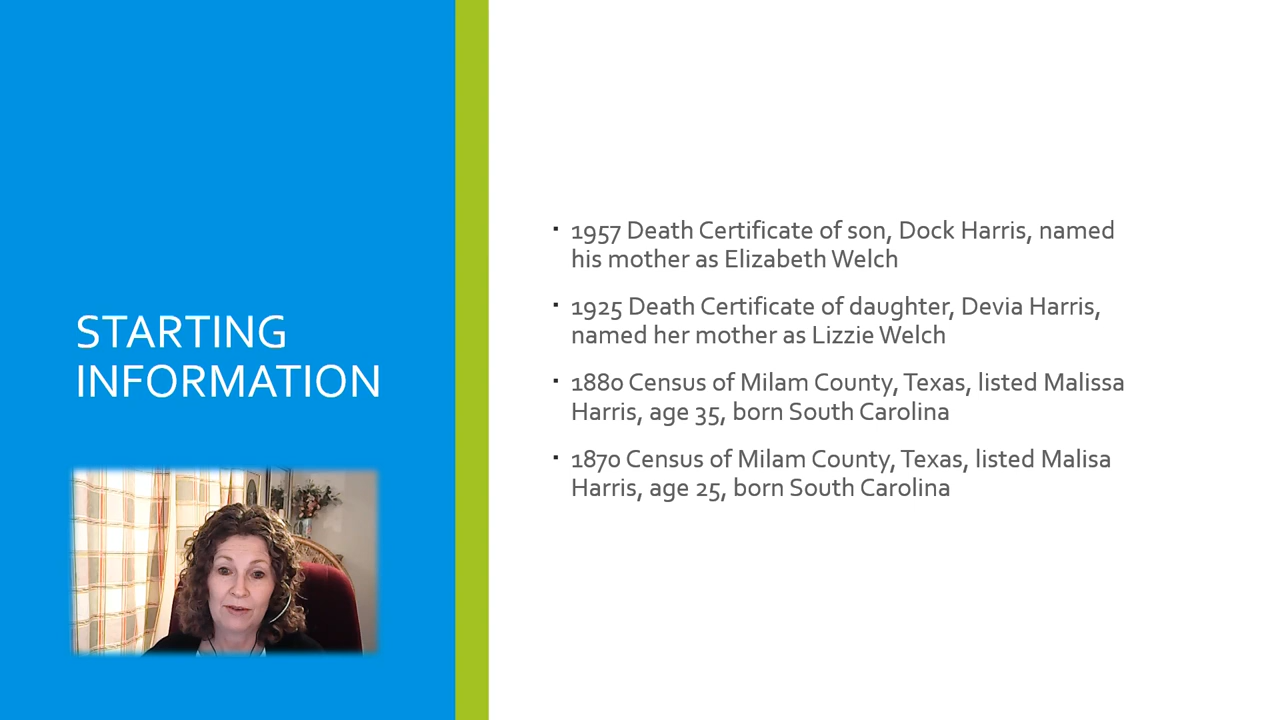 STARTING
INFORMATION
▪ 1957 Death Certificate of son, Dock Harris, named
his mother as Elizabeth Welch
▪ 1925 Death Certificate of daughter, Devia Harris,
named her mother as Lizzie Welch
▪ 1880 Census of Milam County, Texas, listed Malissa
Harris, age 35, born South Carolina
▪ 1870 Census of Milam County, Texas, listed Malisa
Harris, age 25, born South Carolina